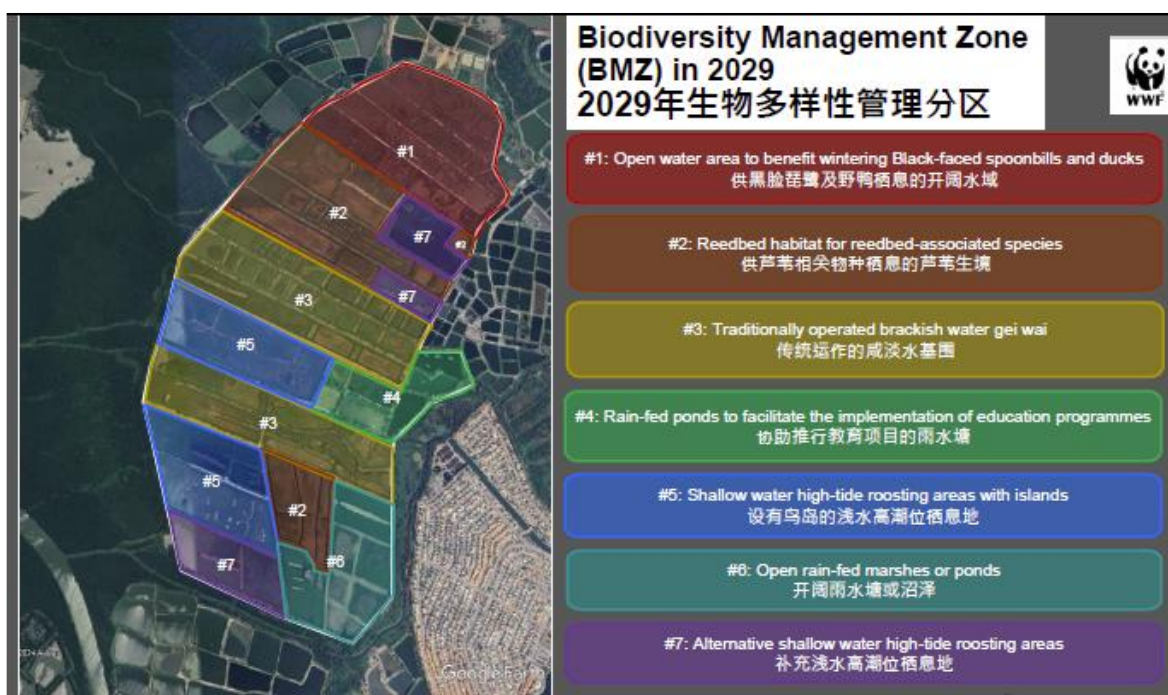 Biodiversity Management Zone
(BMZ) in 2029
2029年生物多样性管理分区
WWF
#1: Open water area to benefit wintering Black-faced spoonbills and ducks
供黑脸琵鹭及野鸭栖息的开阔水域
#2: Reedbed habitat for reedbed-associated species
供芦苇相关物种栖息的芦苇生境
#3: Traditionally operated brackish water gei wai
传统运作的咸淡水基围
#4: Rain-fed ponds to facilitate the implementation of education programmes
协助推行教育项目的雨水塘
#5: Shallow water high-tide roosting areas with islands
设有鸟岛的浅水高潮位栖息地
#6: Open rain-fed marshes or ponds
开阔雨水塘或沼泽
#7: Alternative shallow water high-tide roosting areas
补充浅水高潮位栖息地
#1
#2
#7
#2
#7
#3
#5
#4
#3
#5
#2
#6
#7
Google Earth